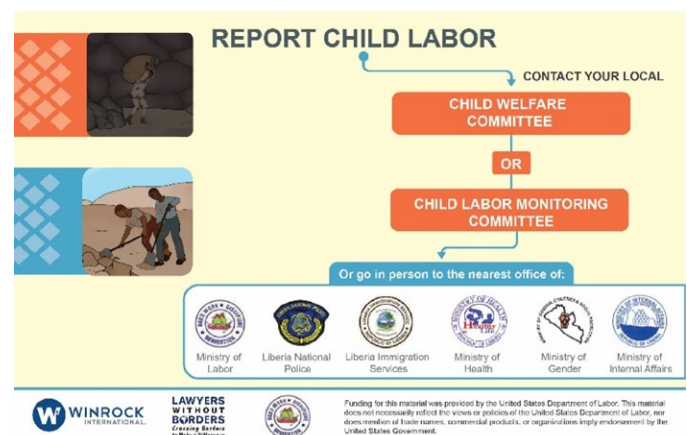 REPORT CHILD LABOR
CONTACT YOUR LOCAL
CHILD WELFARE
COMMITTEE
OR
CHILD LABOR MONITORING
COMMITTEE
Or go in person to the nearest office of:
Ministry of
Labor
Liberia National
Police
Liberia Immigration
Services
Ministry of
Health
Ministry of
Gender
Ministry of
Internal Affairs
W WINROCK
INTERNATIONAL
LAWYERS
WITHOUT
BORDERS
Crossing Borders
Funding for this material was provided by the United States Department of Labor. This material
does not necessarily reflect the views or policies of the United States Department of Labor, nor
does mention of trade names, commercial products, or organizations imply endorsement by the
United States Government.